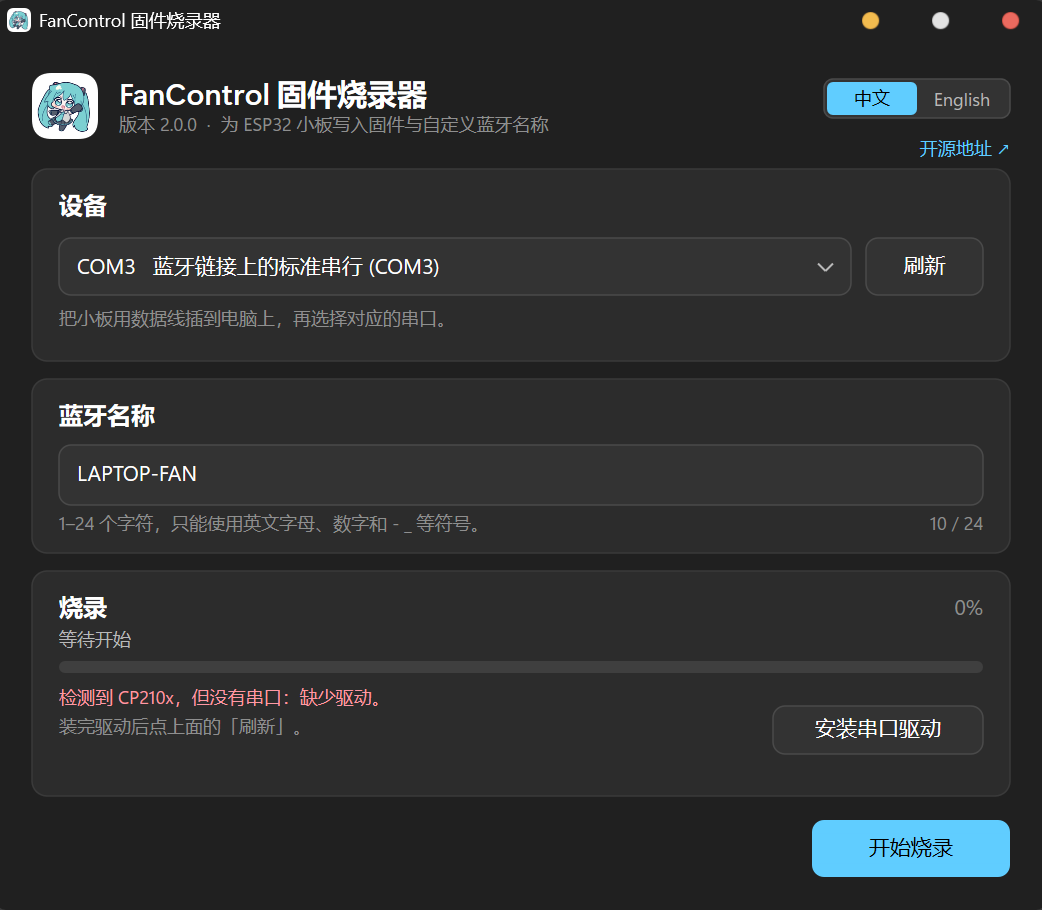 FanControl 固件烧录器
FanControl 固件烧录器
版本 2.0.0 · 为 ESP32 小板写入固件与自定义蓝牙名称
中文 English
开源地址 ↗
设备
COM3 蓝牙链接上的标准串行 (COM3)
刷新
把小板用数据线插到电脑上，再选择对应的串口。
蓝牙名称
LAPTOP-FAN
1–24 个字符，只能使用英文字母、数字和 - _ 等符号。
10 / 24
烧录
0%
等待开始
检测到 CP210x，但没有串口：缺少驱动。
装完驱动后点上面的「刷新」。
安装串口驱动
开始烧录